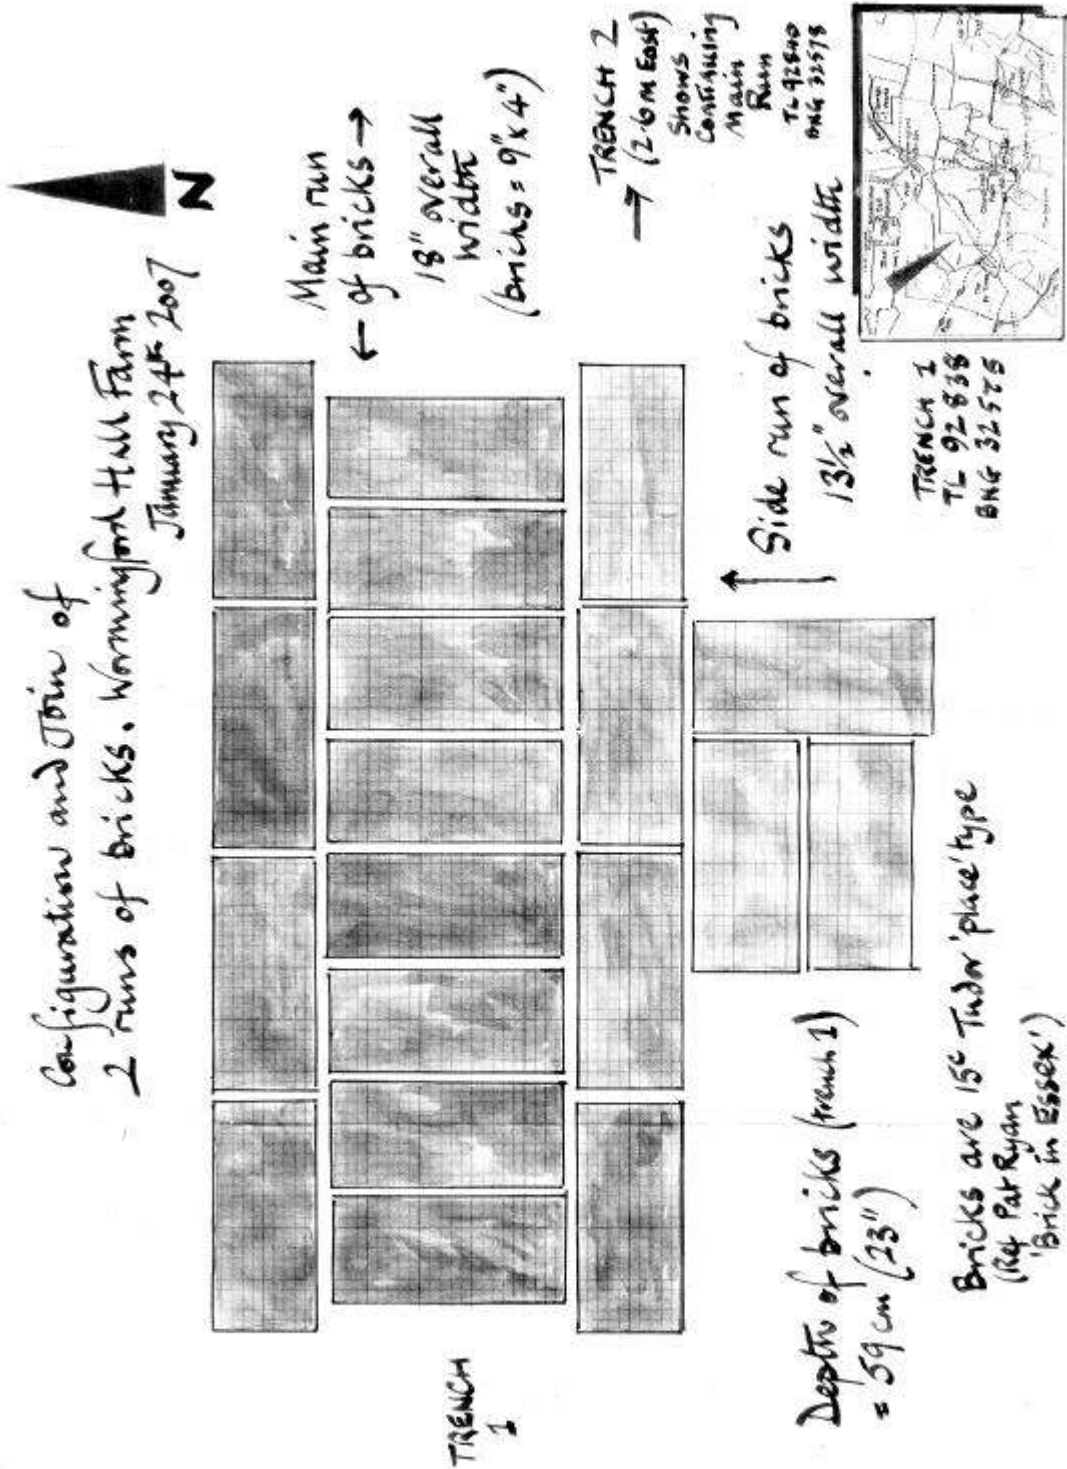 Configuration and Join of
2 runs of bricks. Wormingford Hall Farm
January 24th 2007
N
Main run
← of bricks →
18" overall
width
(bricks = 9" x 4")
TRENCH 1
TRENCH 2
→ (2.6m East)
Shows
Continuing
Main
Run
TL 92840
BNG 32578
Side run of bricks
13½" overall width
Depth of bricks (trench 1)
= 59cm (23")
Bricks are 15c Tudor 'place' type
(Ref Pat Ryan
'Brick in Essex')
TRENCH 1
TL 92838
BNG 32575